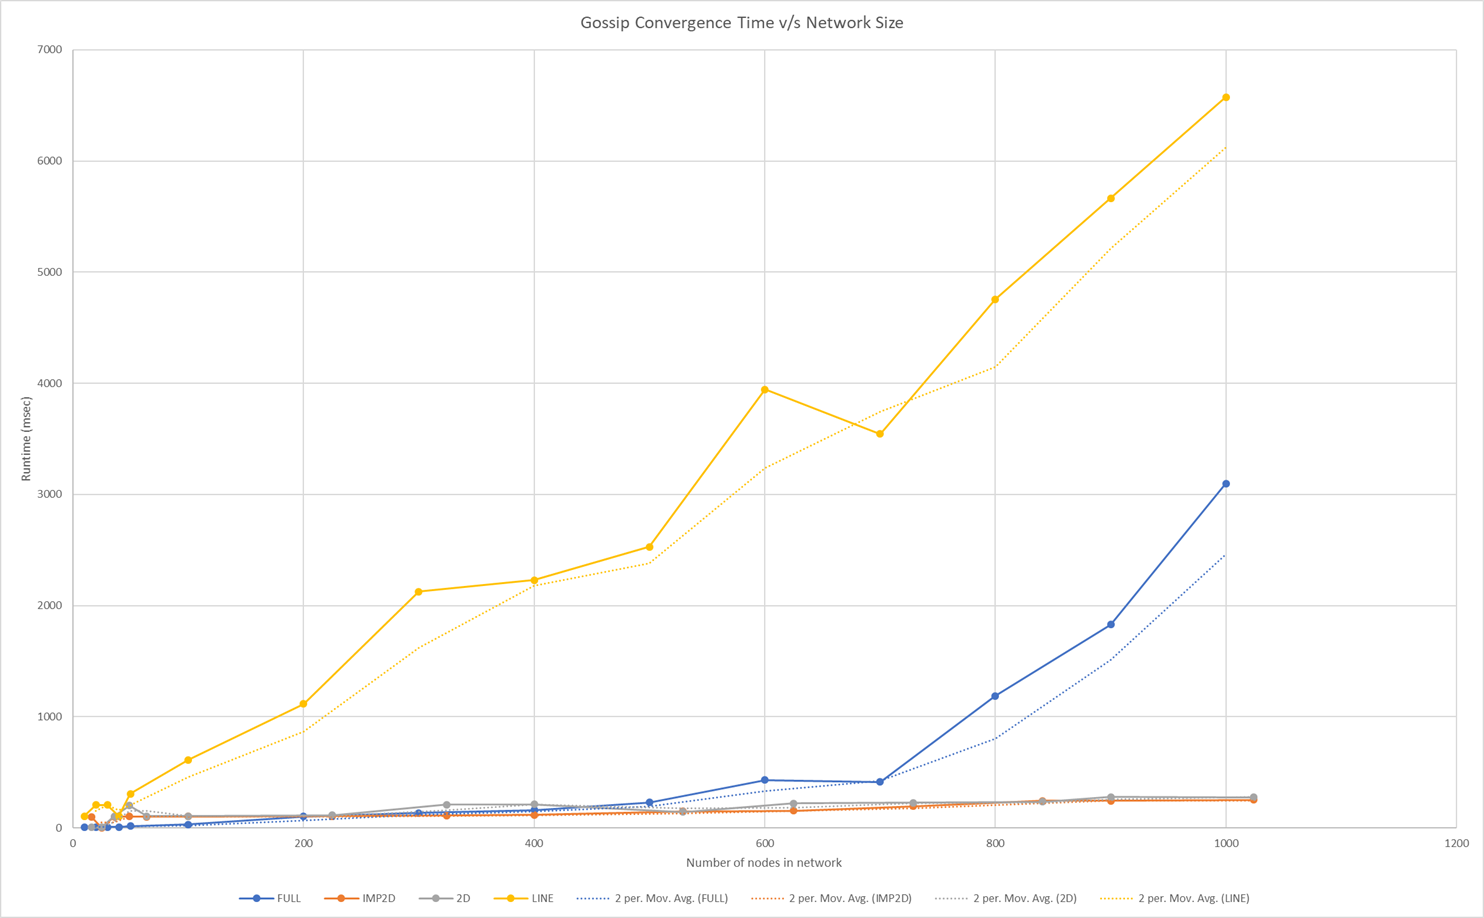 Gossip Convergence Time v/s Network Size
7000
6000
5000
4000
3000
2000
1000
0
Runtime (msec)
0 200 400 600 800 1000 1200
Number of nodes in network
FULL IMP2D 2D LINE 2 per. Mov. Avg. (FULL) 2 per. Mov. Avg. (IMP2D) 2 per. Mov. Avg. (2D) 2 per. Mov. Avg. (LINE)